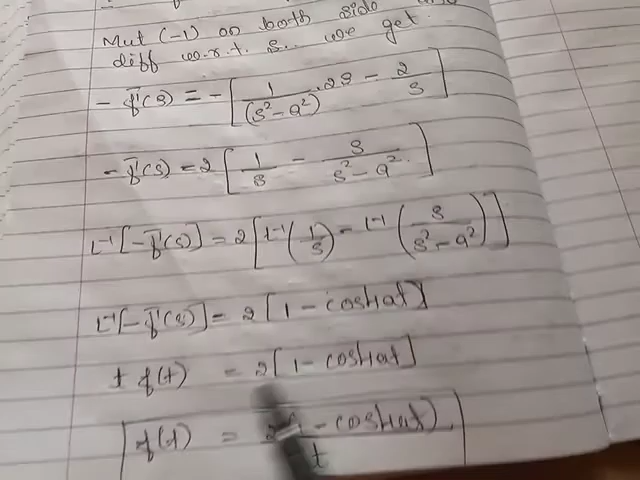 Mut (-1) on both side
diff w.r.t. s... we get
- f̄'(s) = - [ 1/(s² - a²) . 2s - 2/s ]
- f̄'(s) = 2 [ 1/s - s/(s² - a²) ]
L⁻¹[-f̄'(s)] = 2 [ L⁻¹(1/s) - L⁻¹ ( s/(s² - a²) ) ]
L⁻¹[-f̄'(s)] = 2 [ 1 - coshat ]
t f(t) = 2 [ 1 - coshat ]
f(t) = - coshat) / t